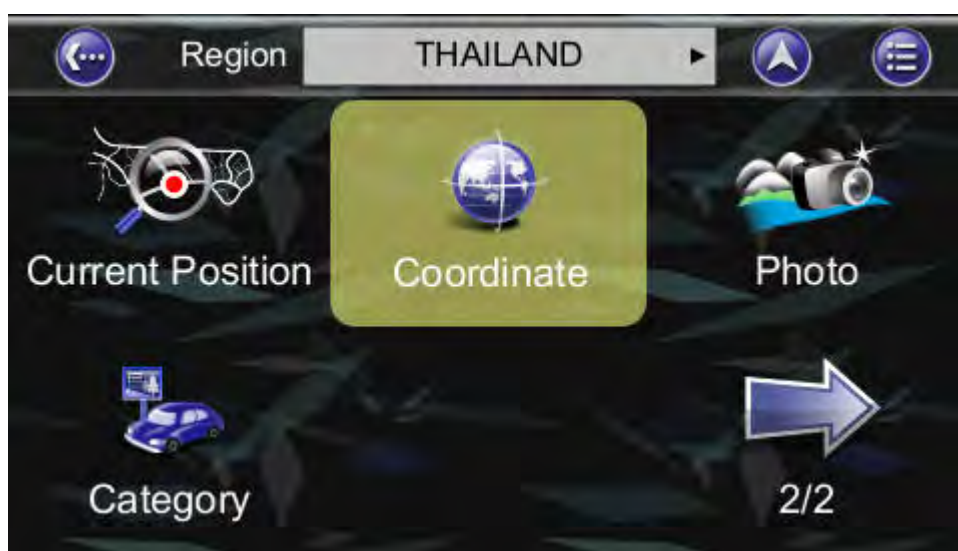 Region THAILAND
Current Position Coordinate Photo
Category 2/2